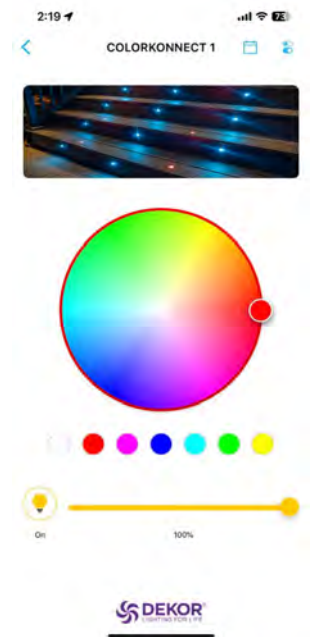 2:19
73
COLORKONNECT 1
On
100%
DEKOR®
LIGHTING FOR LIFE